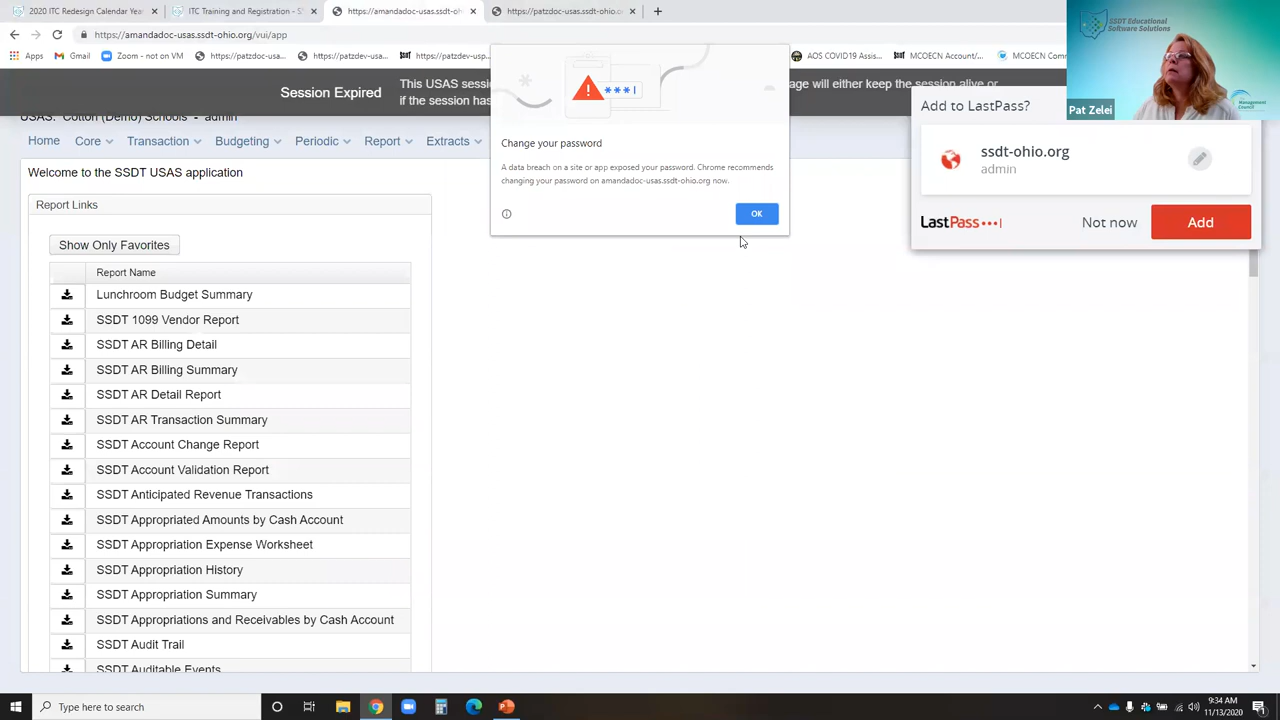 2020 ITC Redesign Calendar Year
ITC Training and Registration - S
https://amandadoc-usas.ssdt-ohi
https://patzdoc-usas.ssdt-ohio.o
https://amandadoc-usas.ssdt-ohio.org/vui/app
Apps
Gmail
Zoom - not on VM
https://patzdoc-usas...
https://patzdev-usa...
https://patzdev-us
AOS COVID19 Assis...
MCOECN Account/...
MCOECN
SSDT Educational
Software Solutions
Management
Council
Pat Zelei
Session Expired
This USAS sessi
age will either keep the session alive or
if the session has
USAS: Cotton (Demo) Schools - admin
Home
Core
Transaction
Budgeting
Periodic
Report
Extracts
Welcome to the SSDT USAS application
Report Links
Show Only Favorites
Report Name
Lunchroom Budget Summary
SSDT 1099 Vendor Report
SSDT AR Billing Detail
SSDT AR Billing Summary
SSDT AR Detail Report
SSDT AR Transaction Summary
SSDT Account Change Report
SSDT Account Validation Report
SSDT Anticipated Revenue Transactions
SSDT Appropriated Amounts by Cash Account
SSDT Appropriation Expense Worksheet
SSDT Appropriation History
SSDT Appropriation Summary
SSDT Appropriations and Receivables by Cash Account
SSDT Audit Trail
SSDT Auditable Events
Change your password
A data breach on a site or app exposed your password. Chrome recommends
changing your password on amandadoc-usas.ssdt-ohio.org now.
OK
Add to LastPass?
ssdt-ohio.org
admin
LastPass
Not now
Add
Type here to search
9:34 AM
11/13/2020